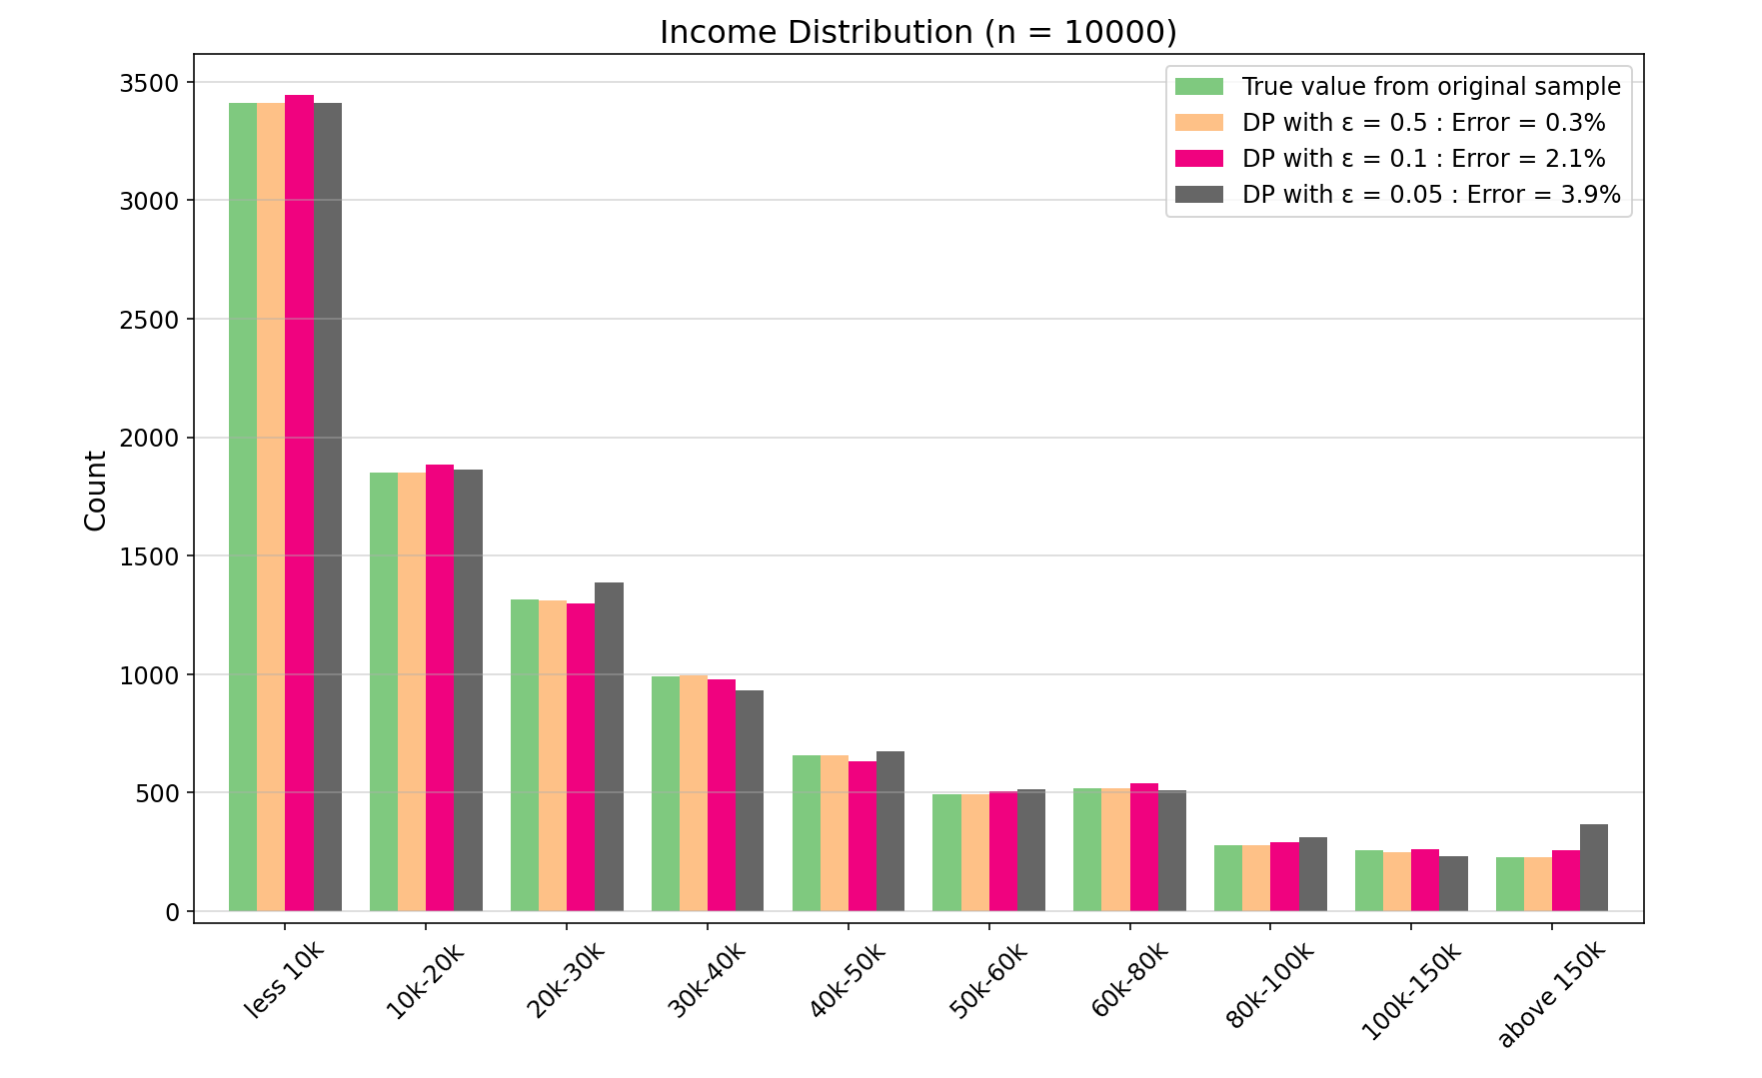 Income Distribution (n = 10000)
True value from original sample
DP with ε = 0.5 : Error = 0.3%
DP with ε = 0.1 : Error = 2.1%
DP with ε = 0.05 : Error = 3.9%
Count
3500
3000
2500
2000
1500
1000
500
0
less 10k
10k-20k
20k-30k
30k-40k
40k-50k
50k-60k
60k-80k
80k-100k
100k-150k
above 150k